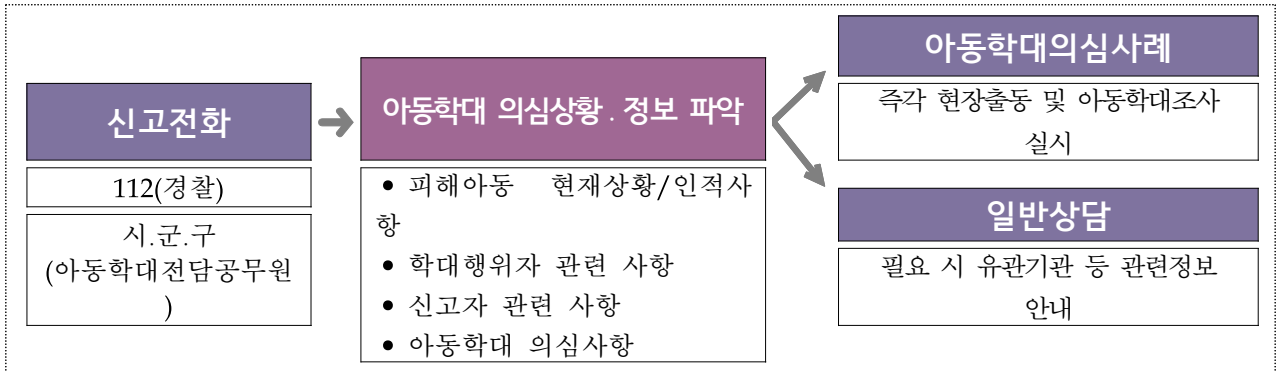 신고전화
112(경찰)
시.군.구
(아동학대전담공무원
)
아동학대 의심상황 . 정보 파악
• 피해아동 현재상황/인적사
항
• 학대행위자 관련 사항
• 신고자 관련 사항
• 아동학대 의심사항
아동학대의심사례
즉각 현장출동 및 아동학대조사
실시
일반상담
필요 시 유관기관 등 관련정보
안내